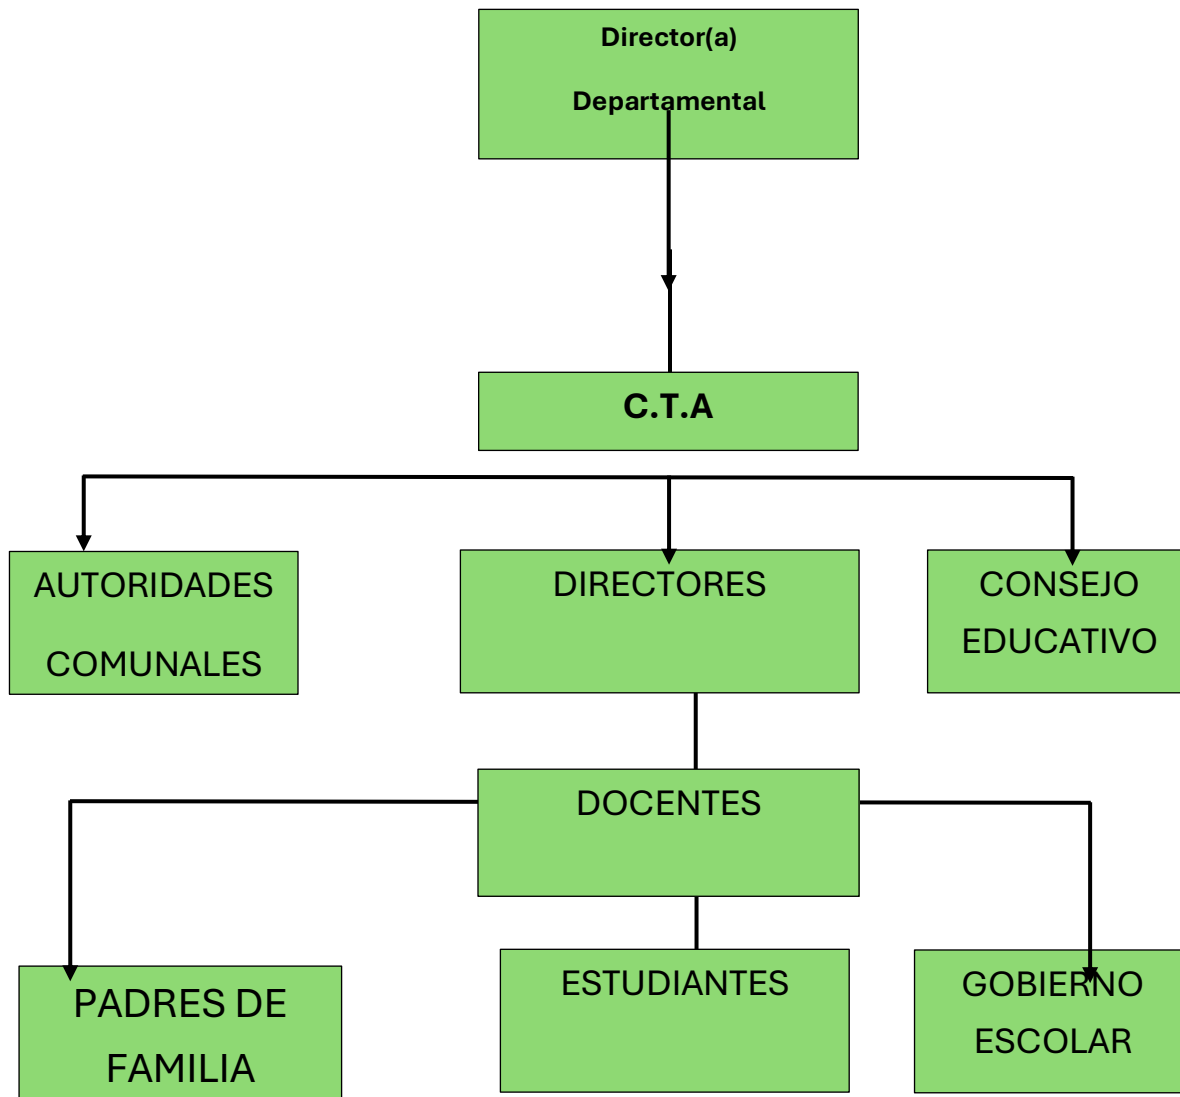 Director(a)
Departamental
C.T.A
AUTORIDADES
COMUNALES
DIRECTORES
CONSEJO
EDUCATIVO
DOCENTES
PADRES DE
FAMILIA
ESTUDIANTES
GOBIERNO
ESCOLAR